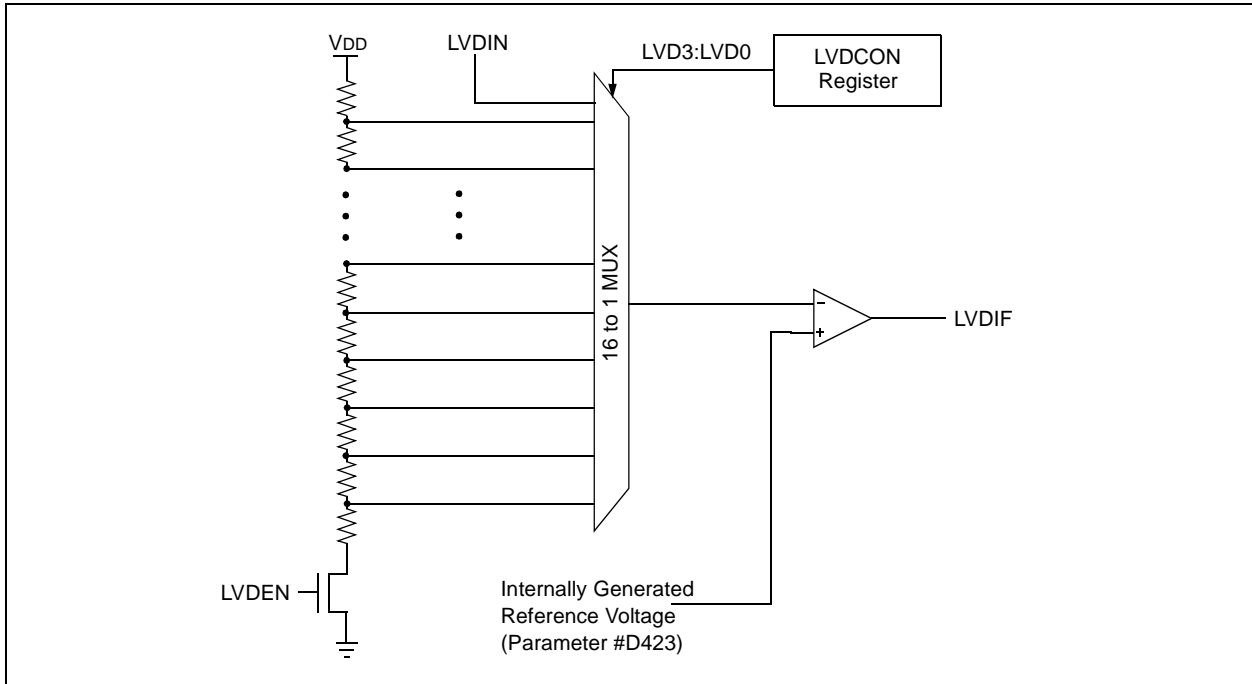 VDD
LVDIN
LVD3:LVD0
LVDCON
Register
16 to 1 MUX
−
+
LVDIF
LVDEN
Internally Generated
Reference Voltage
(Parameter #D423)